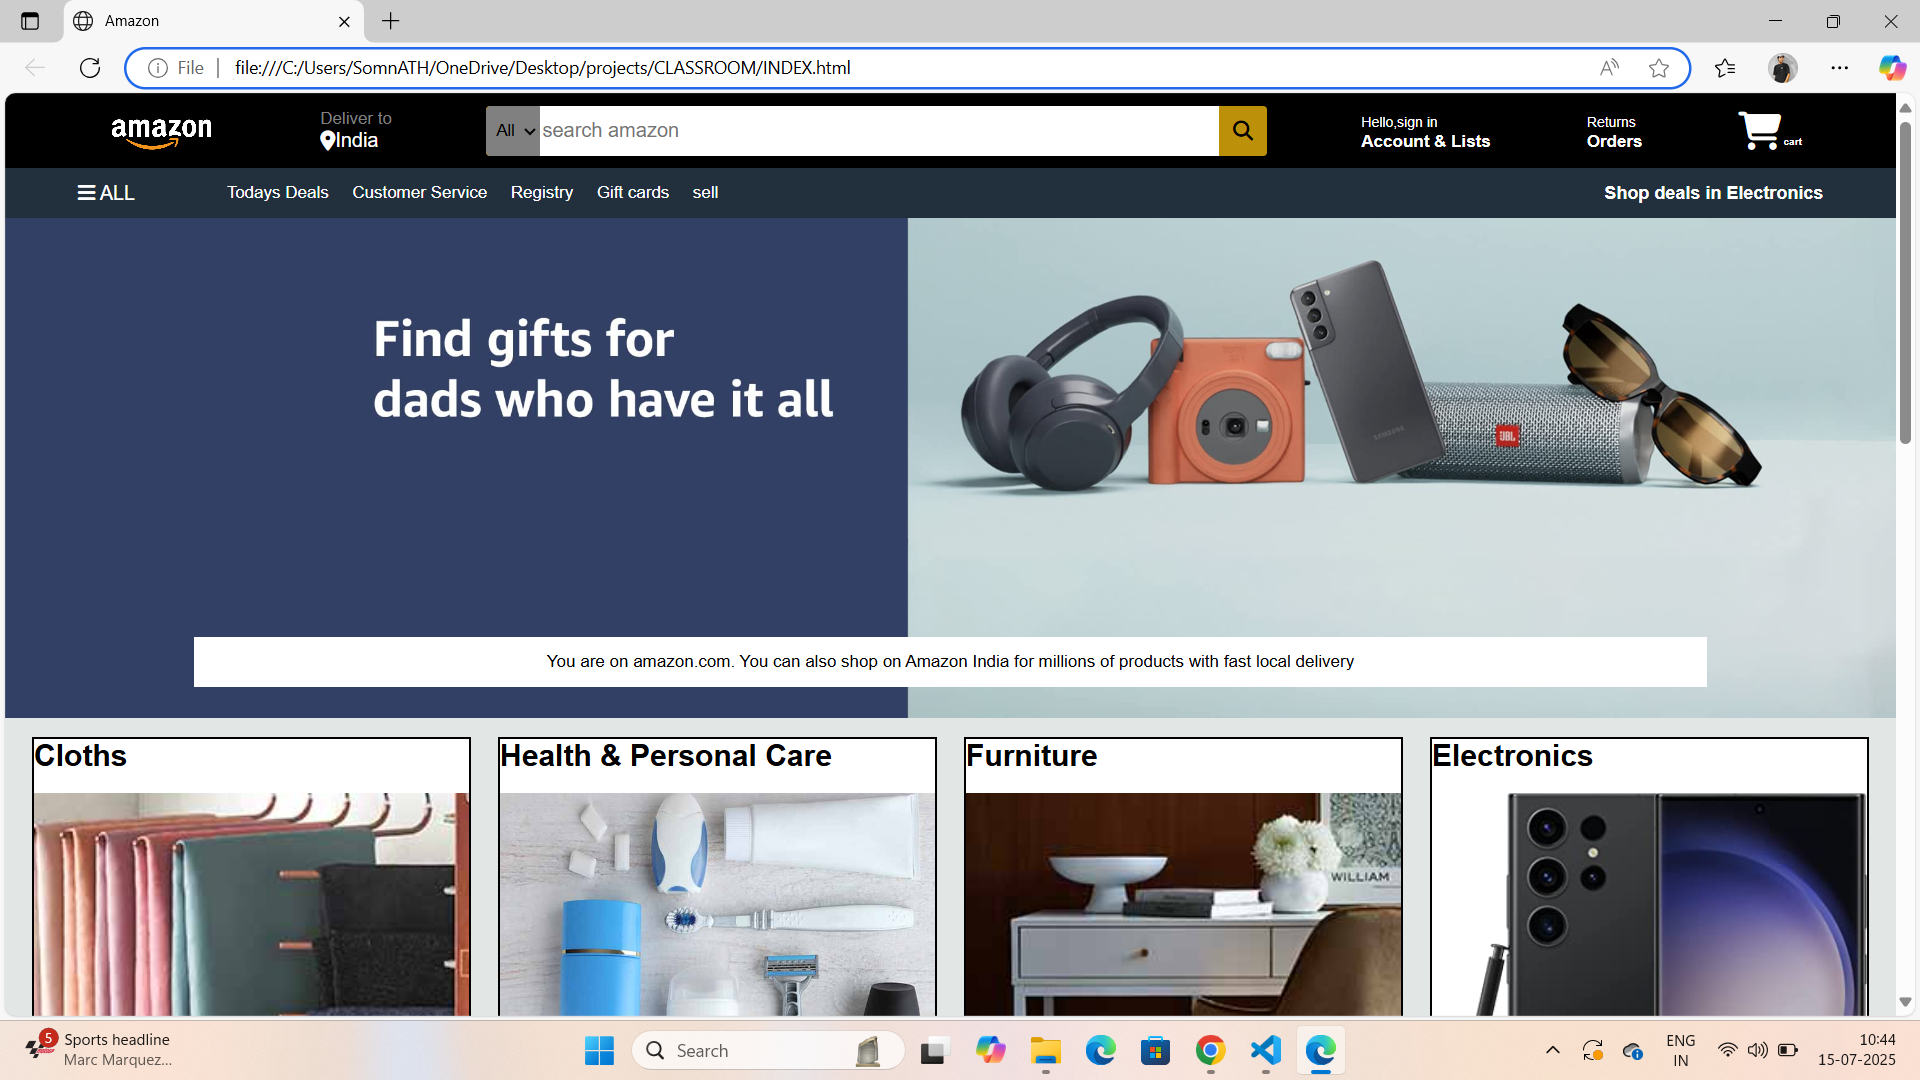 Amazon
File
file:///C:/Users/SomnATH/OneDrive/Desktop/projects/CLASSROOM/INDEX.html
amazon
Deliver to
India
All
search amazon
Hello,sign in
Account & Lists
Returns
Orders
cart
ALL
Todays Deals
Customer Service
Registry
Gift cards
sell
Shop deals in Electronics
Find gifts for
dads who have it all
SAMSUNG
JBL
You are on amazon.com. You can also shop on Amazon India for millions of products with fast local delivery
Cloths
Health & Personal Care
Furniture
Electronics
WILLIAM
5
Sports headline
Marc Marquez...
Search
ENG
IN
10:44
15-07-2025